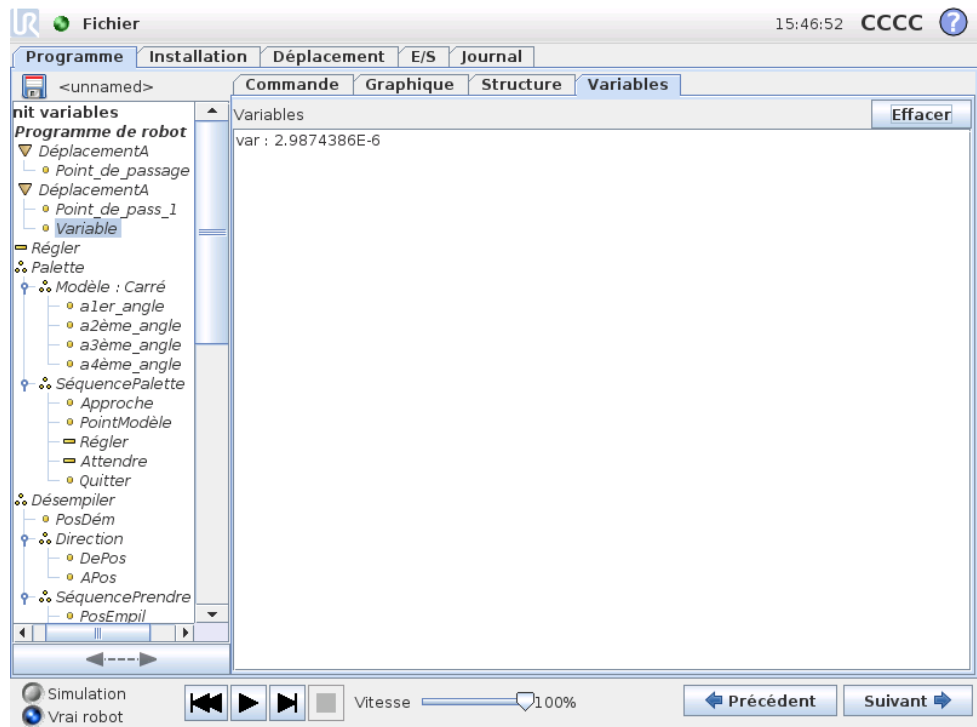 UR Fichier 15:46:52 CCCC ?
Programme Installation Déplacement E/S Journal
<unnamed> Commande Graphique Structure Variables
nit variables
Variables Effacer
Programme de robot
var : 2.9874386E-6
DéplacementA
Point_de_passage
DéplacementA
Point_de_pass_1
Variable
Régler
Palette
Modèle : Carré
a1er_angle
a2ème_angle
a3ème_angle
a4ème_angle
SéquencePalette
Approche
PointModèle
Régler
Attendre
Quitter
Désempiler
PosDém
Direction
DePos
APos
SéquencePrendre
PosEmpil
Simulation
Vrai robot
Vitesse 100%
Précédent Suivant